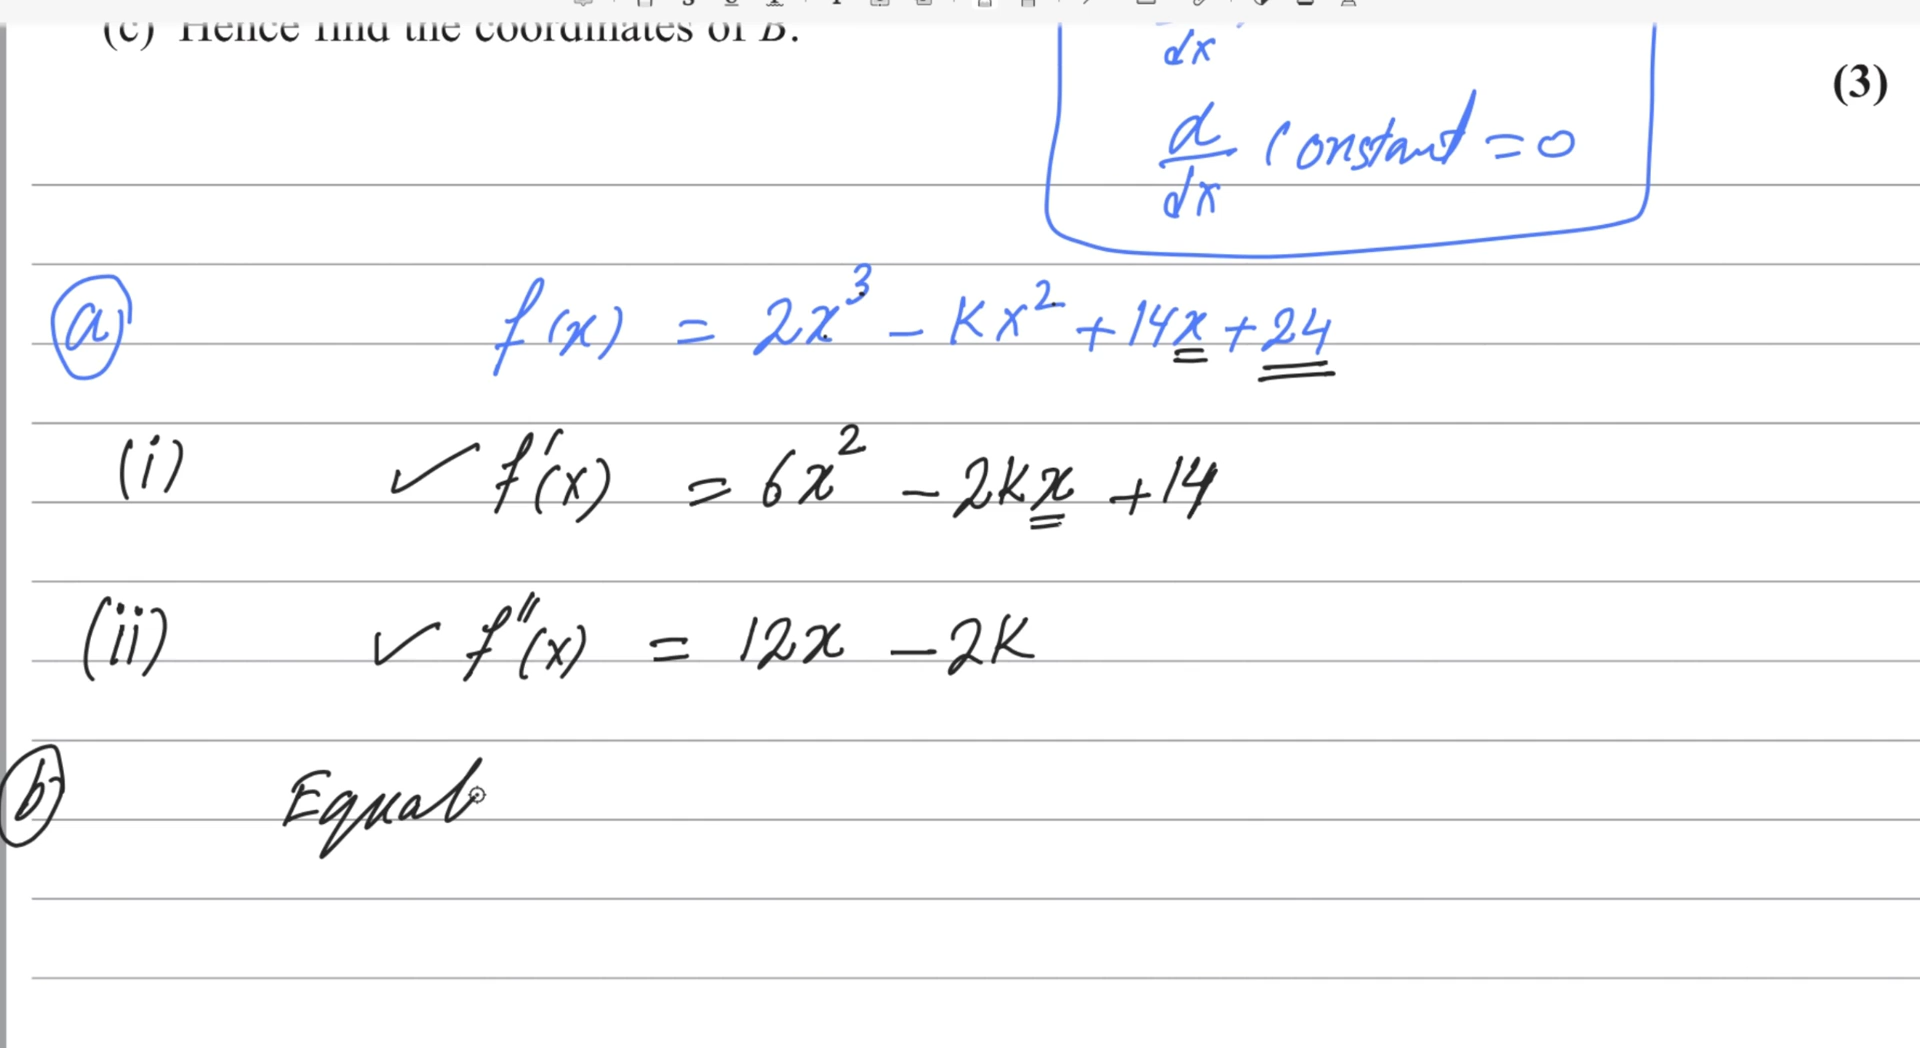 (c) Hence find the coordinates of B.
dx
(3)
d/dx constant = 0
(a) f(x) = 2x³ - Kx² + 14x + 24
(i) ✓ f'(x) = 6x² - 2Kx + 14
(ii) ✓ f''(x) = 12x - 2K
(b) Equat